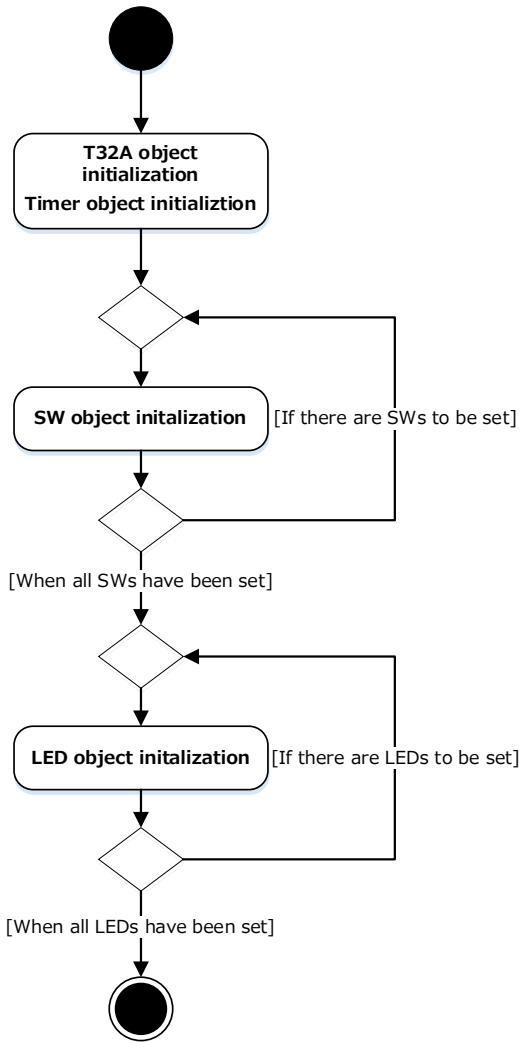 T32A object
initialization
Timer object initializtion
SW object initalization
[If there are SWs to be set]
[When all SWs have been set]
LED object initalization
[If there are LEDs to be set]
[When all LEDs have been set]